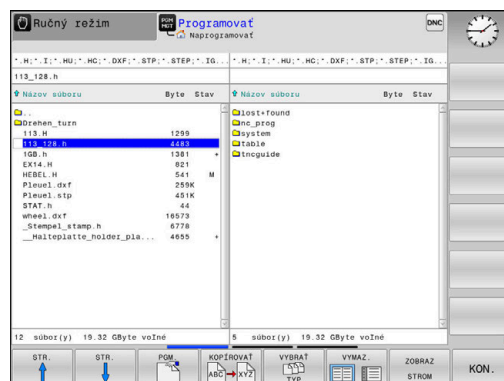 Ručný režim
PGM MGT Programovať
Naprogramovať
DNC
*.H;*.I;*.HU;*.HC;*.DXF;*.STP;*.STEP;*.IG...
*.H;*.I;*.HU;*.HC;*.DXF;*.STP;*.STEP;*.IG...
113_128.h
Názov súboru Byte Stav
Názov súboru Byte Stav
..
Drehen_turn
113.H 1299
113_128.h 4483
1GB.h 1381 +
EX14.H 821
HEBEL.H 541 M
Pleuel.dxf 259K
Pleuel.stp 451K
STAT.h 44
wheel.dxf 16573
_Stempel_stamp.h 6778
__Halteplatte_holder_pla... 4655 +
lost+found
nc_prog
system
table
tncguide
12 súbor(y) 19.32 GByte voľné
5 súbor(y) 19.32 GByte voľné
STR.
STR.
PGM
KOPÍROVAŤ
ABC XYZ
VYBRAŤ
TYP
VYMAZ.
ZOBRAZ
STROM
KON.